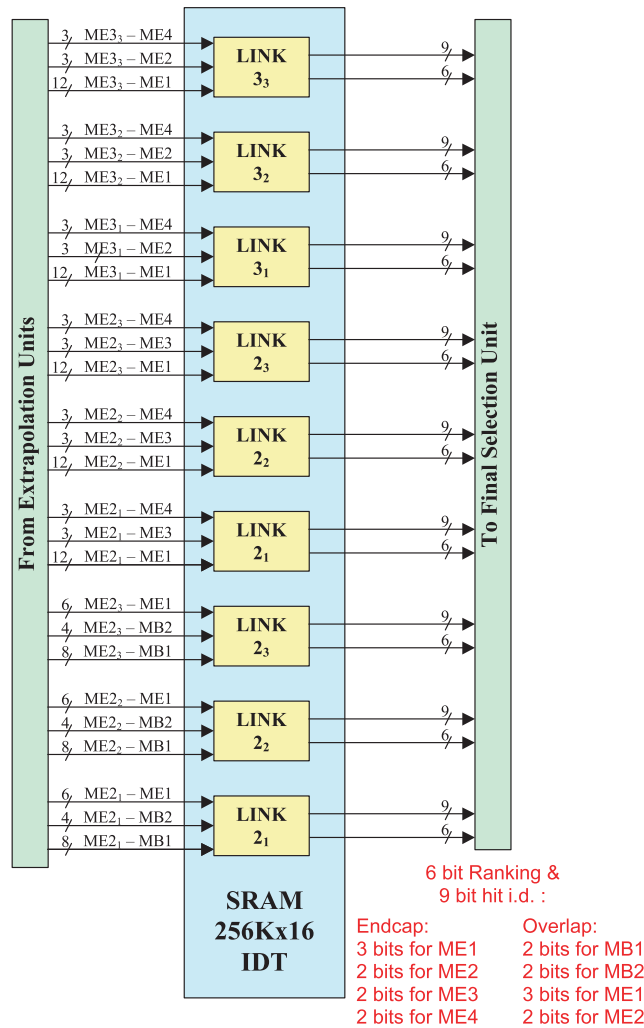 From Extrapolation Units
3 ME3₃ – ME4
3 ME3₃ – ME2
12 ME3₃ – ME1
LINK
3₃
9
6
3 ME3₂ – ME4
3 ME3₂ – ME2
12 ME3₂ – ME1
LINK
3₂
9
6
3 ME3₁ – ME4
3 ME3₁ – ME2
12 ME3₁ – ME1
LINK
3₁
9
6
3 ME2₃ – ME4
3 ME2₃ – ME3
12 ME2₃ – ME1
LINK
2₃
9
6
3 ME2₂ – ME4
3 ME2₂ – ME3
12 ME2₂ – ME1
LINK
2₂
9
6
3 ME2₁ – ME4
3 ME2₁ – ME3
12 ME2₁ – ME1
LINK
2₁
9
6
6 ME2₃ – ME1
4 ME2₃ – MB2
8 ME2₃ – MB1
LINK
2₃
9
6
6 ME2₂ – ME1
4 ME2₂ – MB2
8 ME2₂ – MB1
LINK
2₂
9
6
6 ME2₁ – ME1
4 ME2₁ – MB2
8 ME2₁ – MB1
LINK
2₁
9
6
To Final Selection Unit
SRAM
256Kx16
IDT
6 bit Ranking &
9 bit hit i.d. :
Endcap:
3 bits for ME1
2 bits for ME2
2 bits for ME3
2 bits for ME4
Overlap:
2 bits for MB1
2 bits for MB2
3 bits for ME1
2 bits for ME2